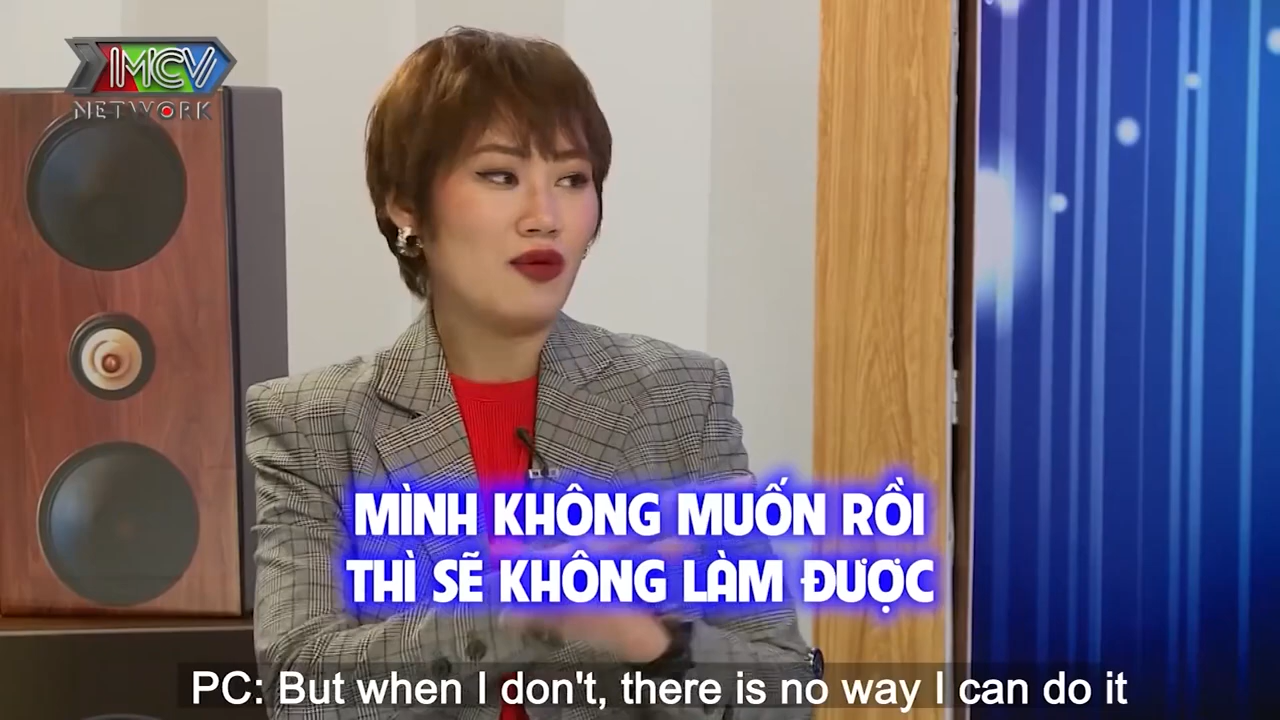 MCV
NETWORK
MÌNH KHÔNG MUỐN RỒI
THÌ SẼ KHÔNG LÀM ĐƯỢC
PC: But when I don't, there is no way I can do it